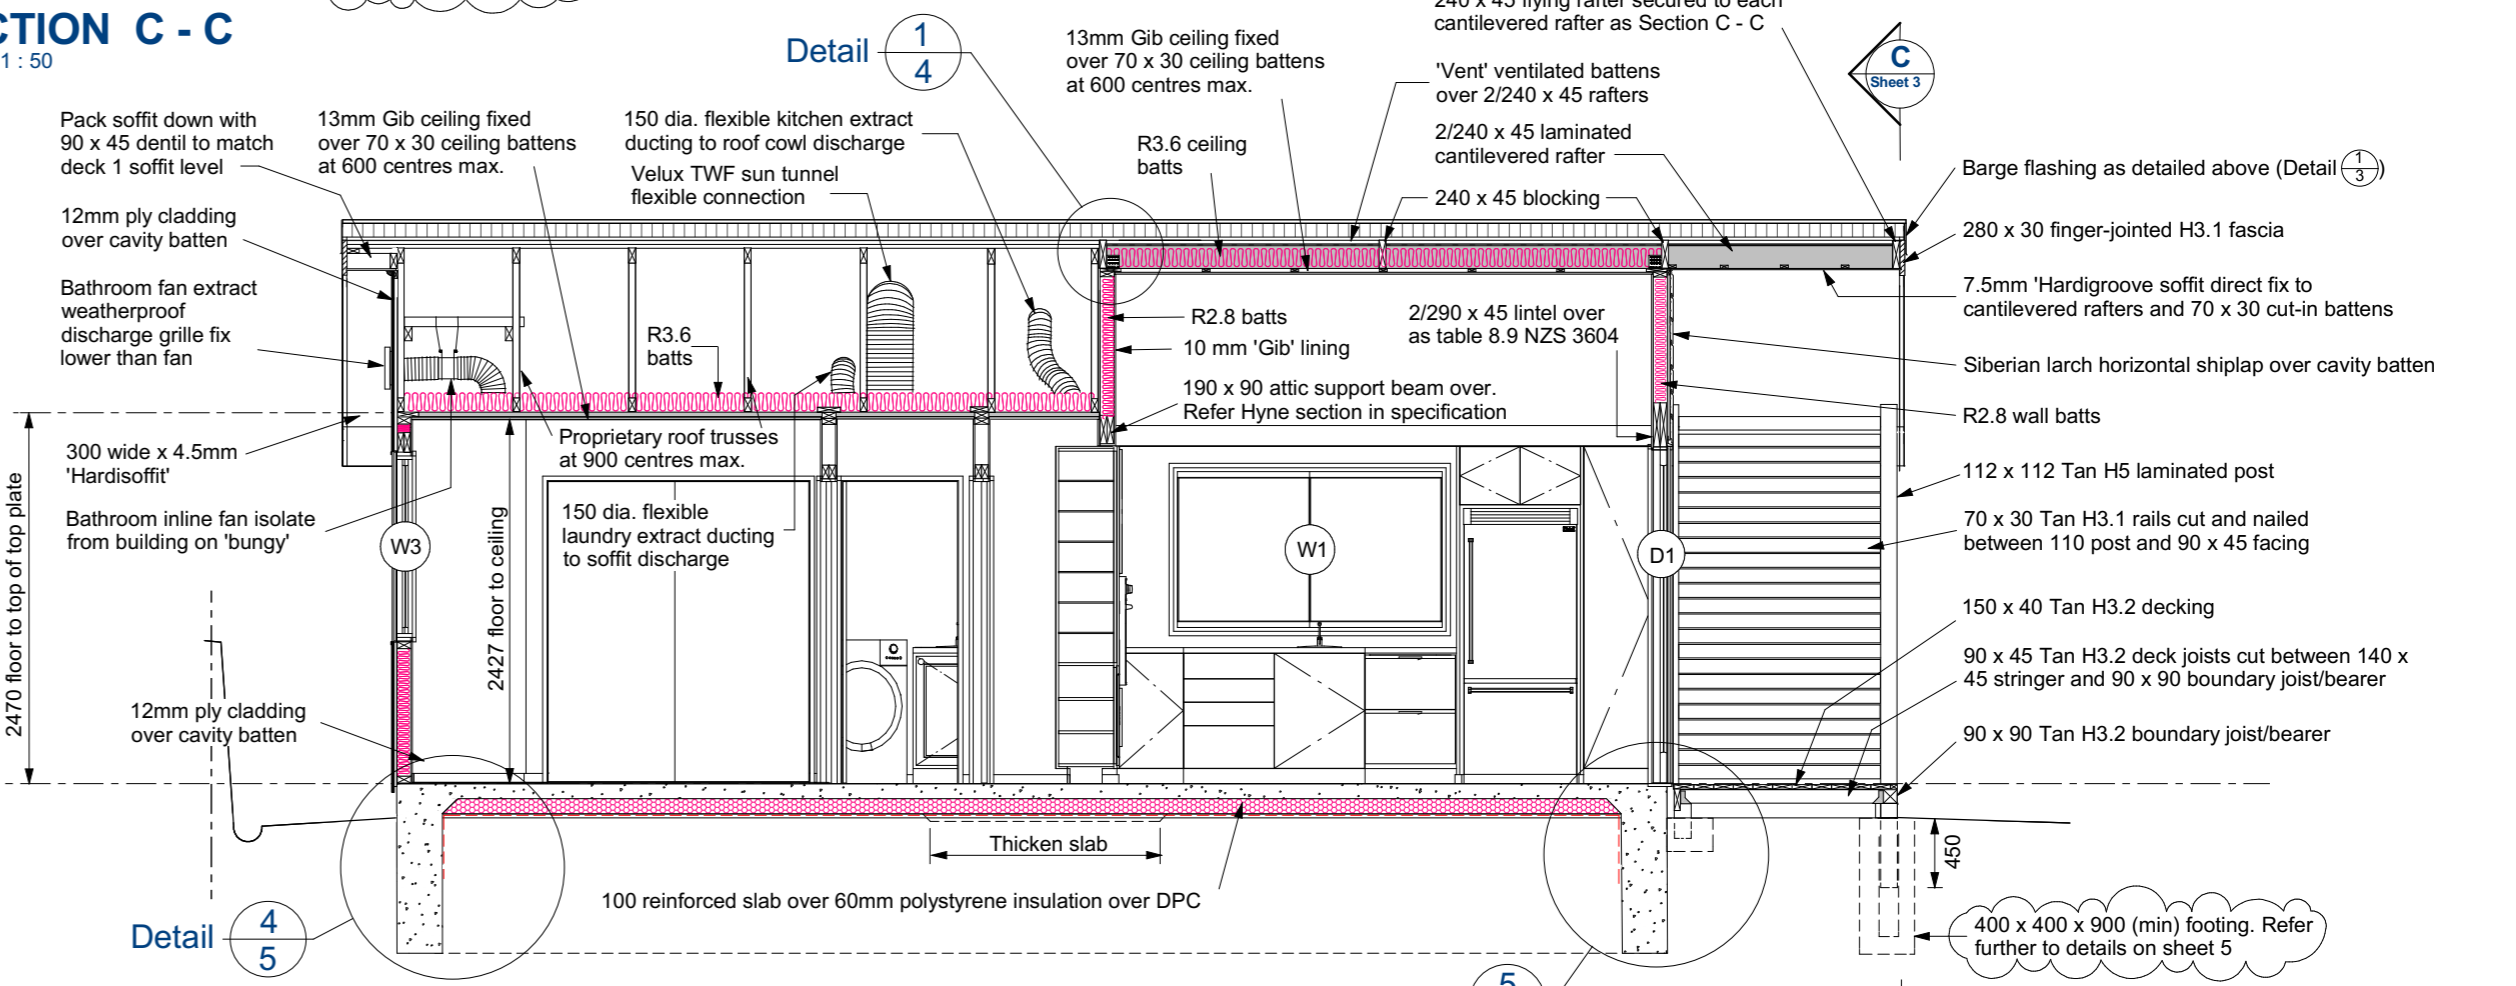 CTION C - C
1 : 50
Detail
1
4
240 x 45 flying rafter secured to each
cantilevered rafter as Section C - C
C
Sheet 3
13mm Gib ceiling fixed
over 70 x 30 ceiling battens
at 600 centres max.
'Vent' ventilated battens
over 2/240 x 45 rafters
Pack soffit down with
90 x 45 dentil to match
deck 1 soffit level
13mm Gib ceiling fixed
over 70 x 30 ceiling battens
at 600 centres max.
150 dia. flexible kitchen extract
ducting to roof cowl discharge
Velux TWF sun tunnel
flexible connection
R3.6 ceiling
batts
2/240 x 45 laminated
cantilevered rafter
240 x 45 blocking
Barge flashing as detailed above (Detail 1
3 )
12mm ply cladding
over cavity batten
280 x 30 finger-jointed H3.1 fascia
Bathroom fan extract
weatherproof
discharge grille fix
lower than fan
7.5mm 'Hardigroove soffit direct fix to
cantilevered rafters and 70 x 30 cut-in battens
R3.6
batts
R2.8 batts
10 mm 'Gib' lining
2/290 x 45 lintel over
as table 8.9 NZS 3604
Siberian larch horizontal shiplap over cavity batten
190 x 90 attic support beam over.
Refer Hyne section in specification
R2.8 wall batts
300 wide x 4.5mm
'Hardisoffit'
Proprietary roof trusses
at 900 centres max.
112 x 112 Tan H5 laminated post
Bathroom inline fan isolate
from building on 'bungy'
150 dia. flexible
laundry extract ducting
to soffit discharge
70 x 30 Tan H3.1 rails cut and nailed
between 110 post and 90 x 45 facing
W3
W1
D1
2470 floor to top of top plate
2427 floor to ceiling
150 x 40 Tan H3.2 decking
90 x 45 Tan H3.2 deck joists cut between 140 x
45 stringer and 90 x 90 boundary joist/bearer
12mm ply cladding
over cavity batten
90 x 90 Tan H3.2 boundary joist/bearer
Thicken slab
450
100 reinforced slab over 60mm polystyrene insulation over DPC
Detail
4
5
400 x 400 x 900 (min) footing. Refer
further to details on sheet 5
5